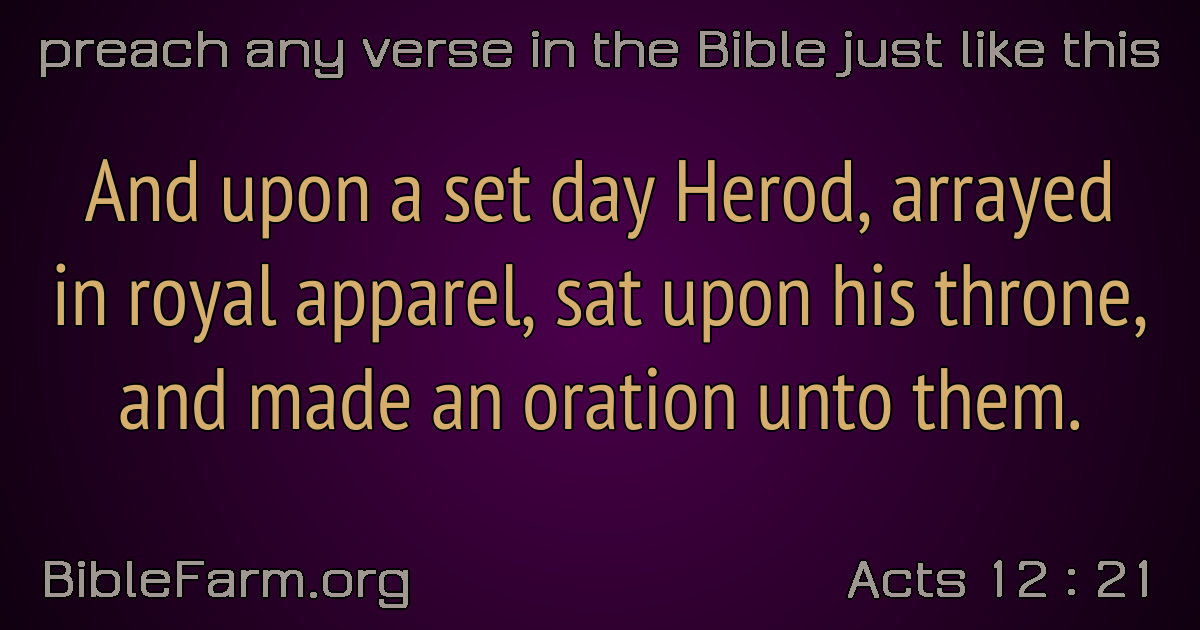 preach any verse in the Bible just like this
And upon a set day Herod, arrayed
in royal apparel, sat upon his throne,
and made an oration unto them.
BibleFarm.org
Acts 12 : 21